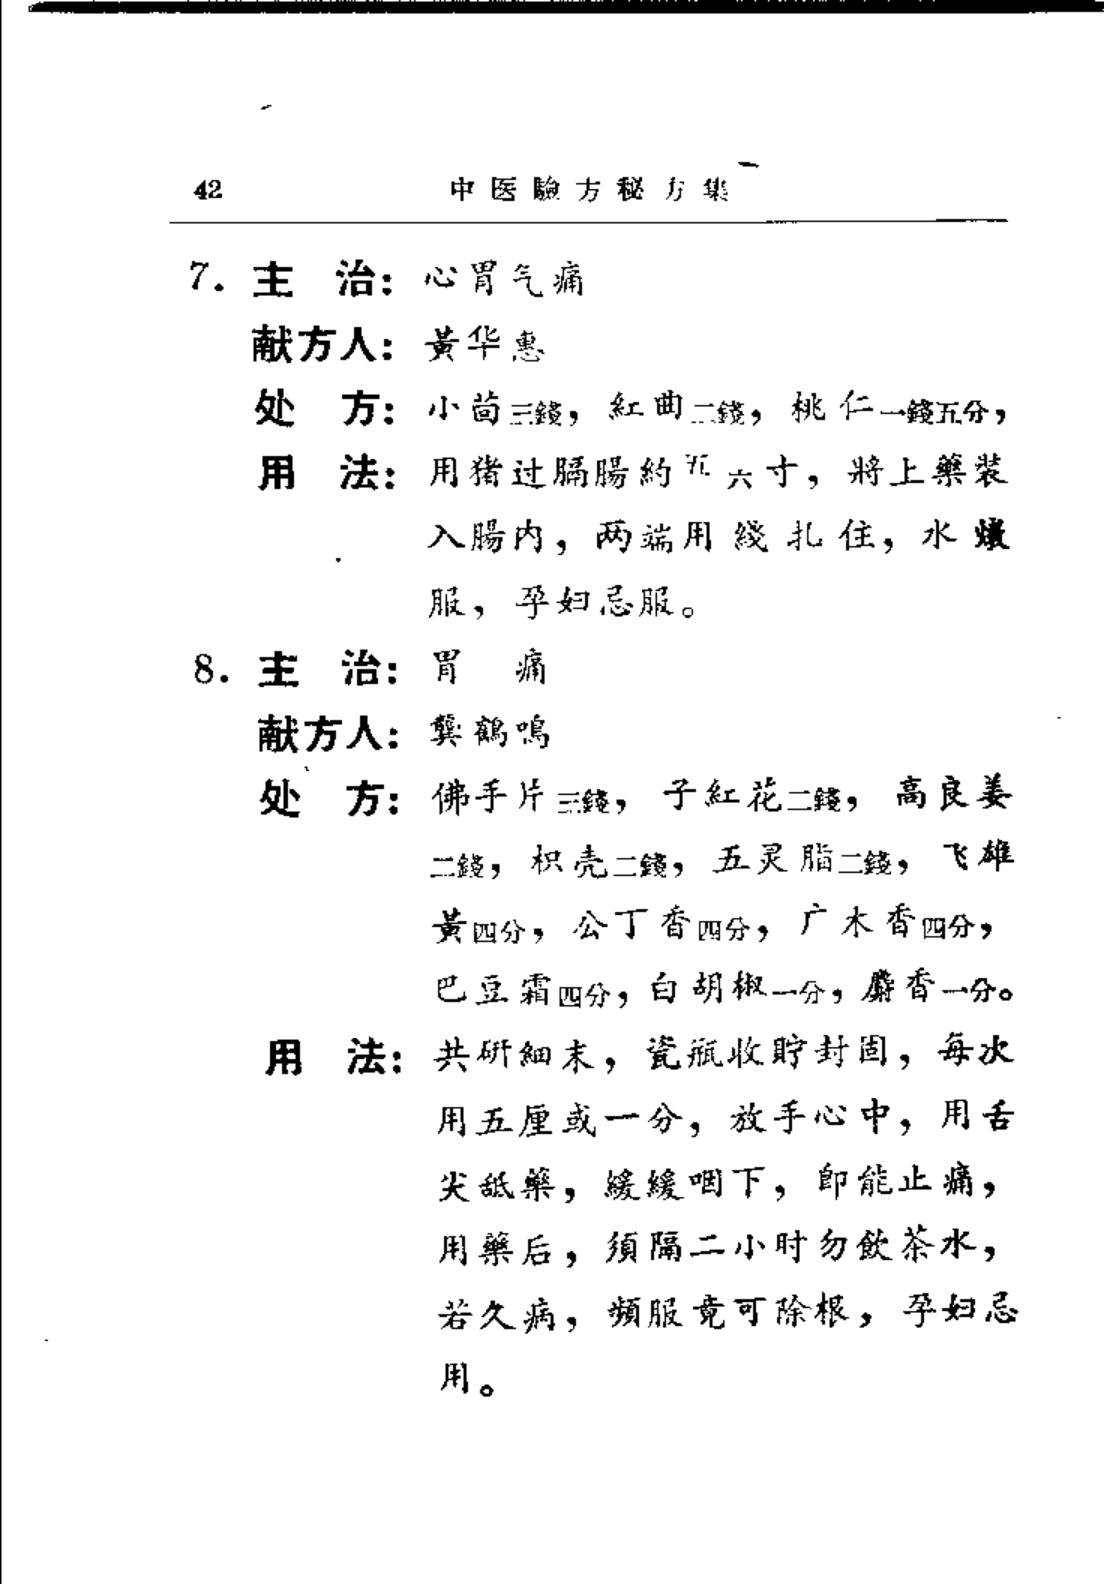 42 中医驗方秘方集
7. 主 治: 心胃气痛
献方人: 黃华惠
处 方: 小茴三錢, 紅曲二錢, 桃仁一錢五分,
用 法: 用猪过膈腸約五六寸, 將上藥装
入腸内, 两端用綫扎住, 水燉
服, 孕妇忌服。
8. 主 治: 胃 痛
献方人: 龔鶴鳴
处 方: 佛手片三錢, 子紅花二錢, 高良姜
二錢, 枳壳二錢, 五灵脂二錢, 飞雄
黃四分, 公丁香四分, 广木香四分,
巴豆霜四分, 白胡椒一分, 麝香一分。
用 法: 共研細末, 瓷瓶收貯封固, 每次
用五厘或一分, 放手心中, 用舌
尖舐藥, 緩緩咽下, 即能止痛,
用藥后, 須隔二小时勿飲茶水,
若久病, 頻服竟可除根, 孕妇忌
用。